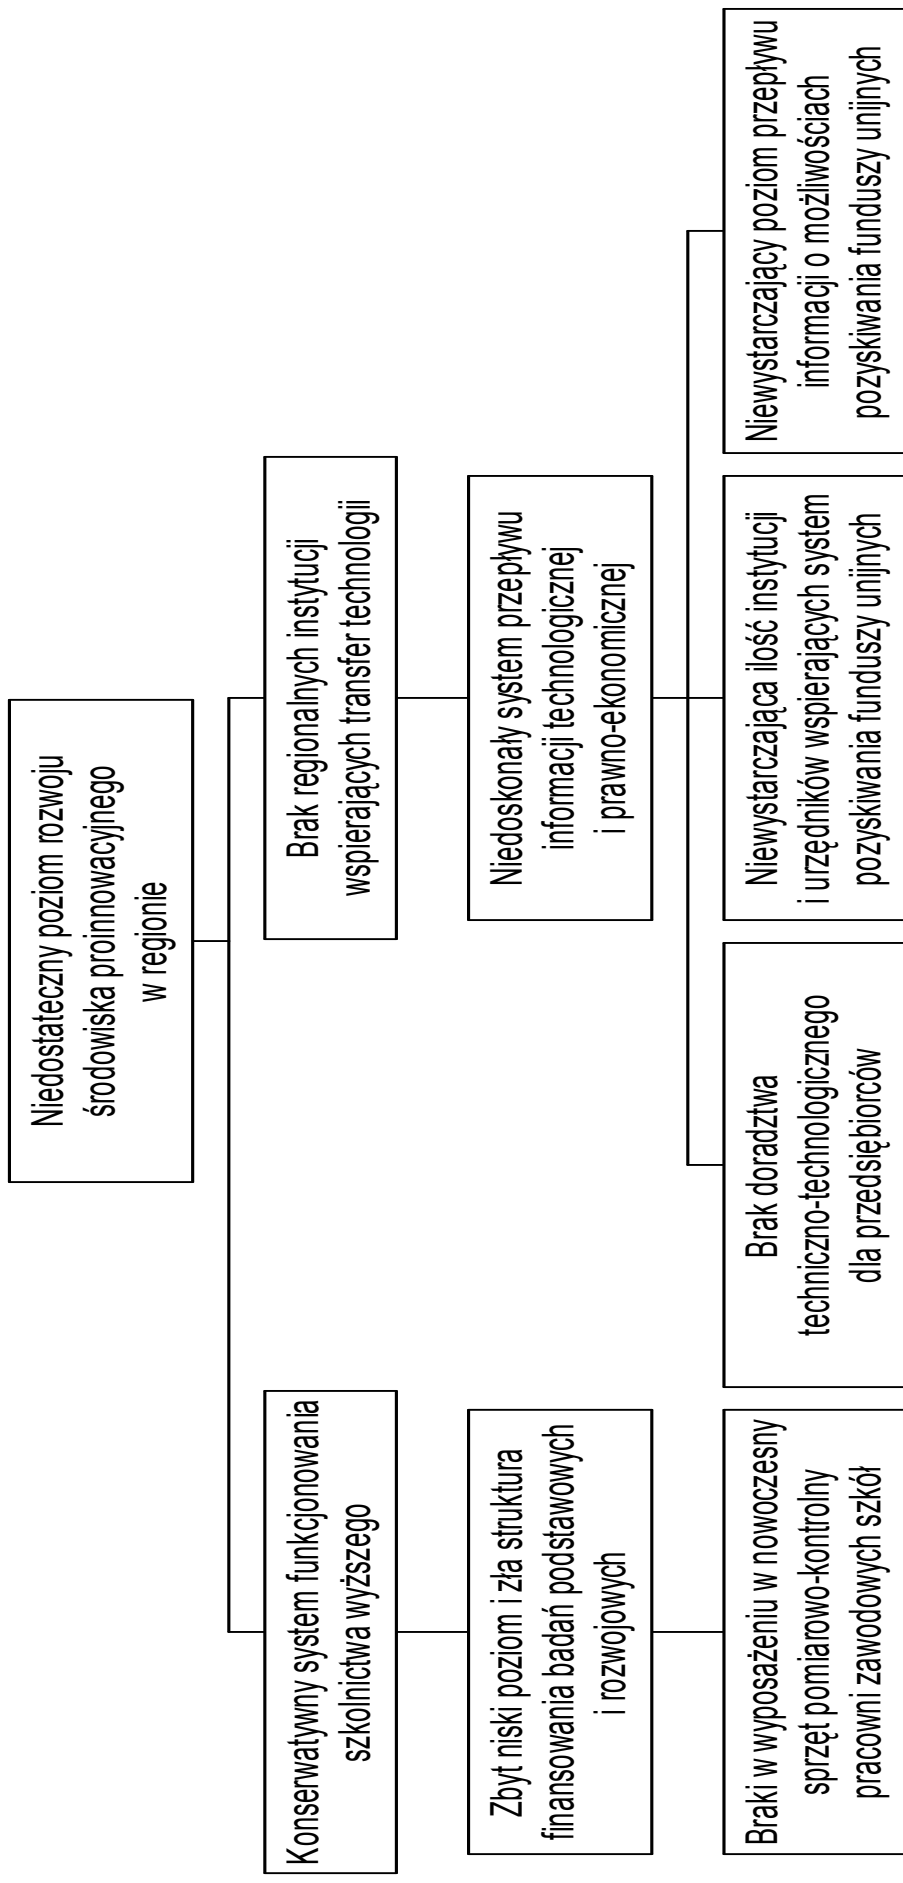 Niedostateczny poziom rozwoju
środowiska proinnowacyjnego
w regionie
Konserwatywny system funkcjonowania
szkolnictwa wyższego
Brak regionalnych instytucji
wspierających transfer technologii
Zbyt niski poziom i zła struktura
finansowania badań podstawowych
i rozwojowych
Niedoskonały system przepływu
informacji technologicznej
i prawno-ekonomicznej
Braki w wyposażeniu w nowoczesny
sprzęt pomiarowo-kontrolny
pracowni zawodowych szkół
Brak doradztwa
techniczno-technologicznego
dla przedsiębiorców
Niewystarczająca ilość instytucji
i urzędników wspierających system
pozyskiwania funduszy unijnych
Niewystarczający poziom przepływu
informacji o możliwościach
pozyskiwania funduszy unijnych